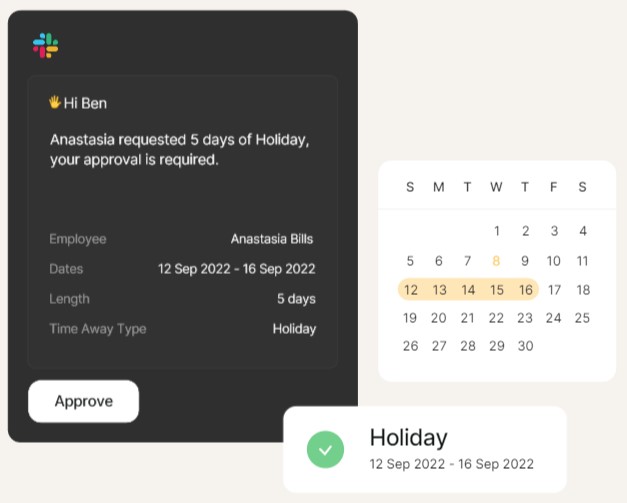 👋 Hi Ben
Anastasia requested 5 days of Holiday,
your approval is required.
Employee Anastasia Bills
Dates 12 Sep 2022 - 16 Sep 2022
Length 5 days
Time Away Type Holiday
Approve
S M T W T F S
1 2 3 4
5 6 7 8 9 10 11
12 13 14 15 16 17 18
19 20 21 22 23 24 25
26 27 28 29 30
Holiday
12 Sep 2022 - 16 Sep 2022